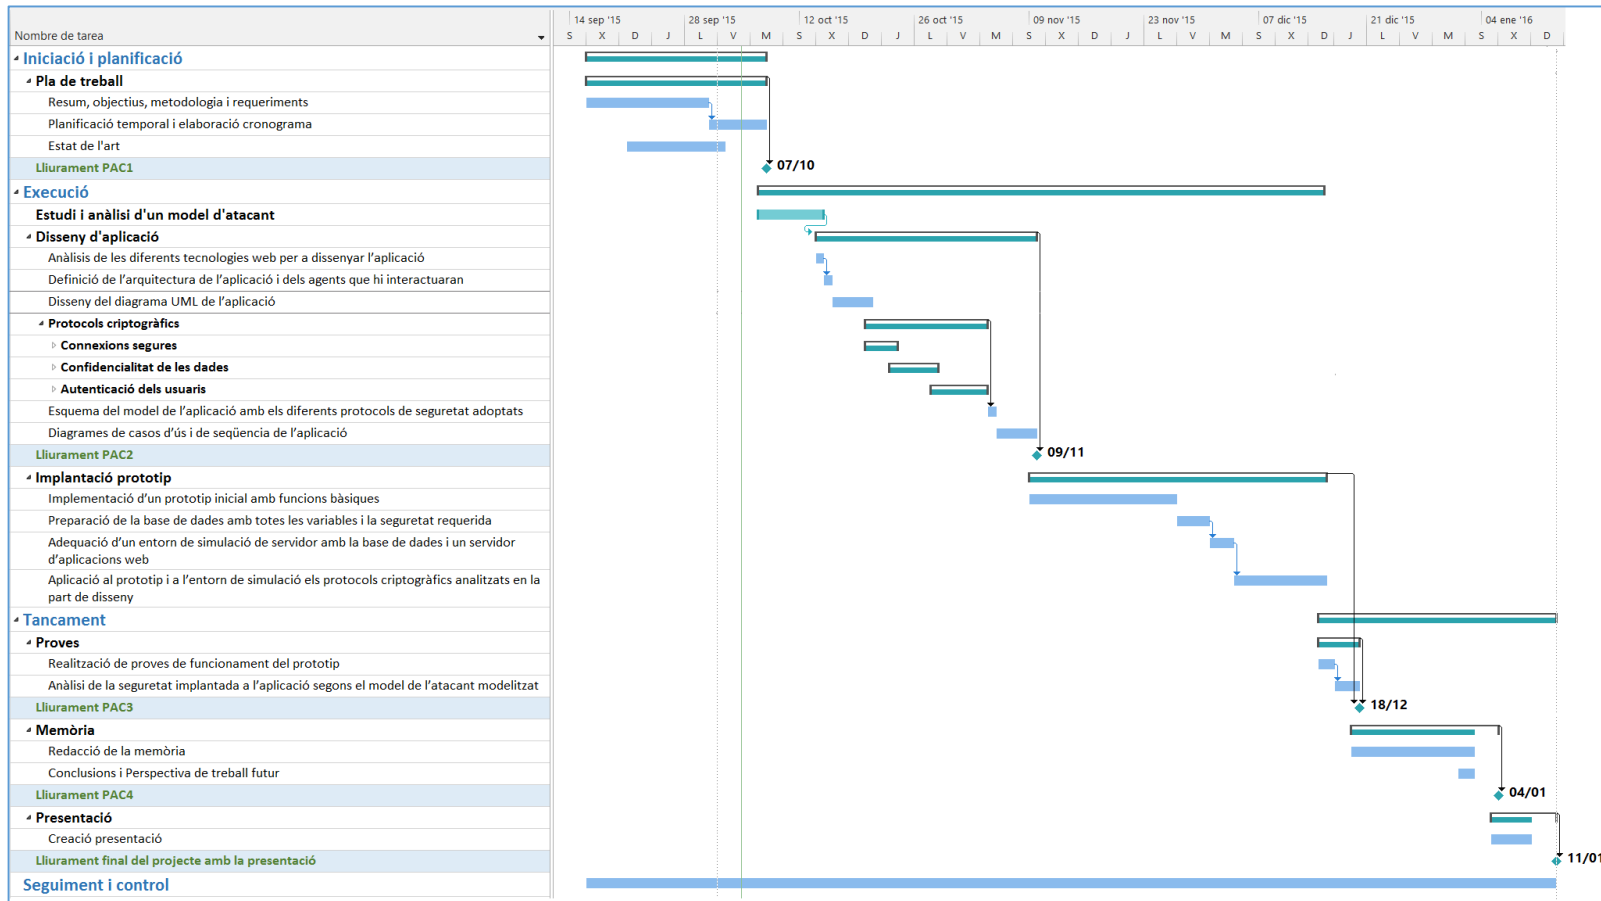 14 sep '15 28 sep '15 12 oct '15 26 oct '15 09 nov '15 23 nov '15 07 dic '15 21 dic '15 04 ene '16
Nombre de tarea S X D J L V M S X D J L V M S X D J L V M S X D J L V M S X D
Iniciació i planificació
Pla de treball
Resum, objectius, metodologia i requeriments
Planificació temporal i elaboració cronograma
Estat de l'art
Lliurament PAC1 07/10
Execució
Estudi i anàlisi d'un model d'atacant
Disseny d'aplicació
Anàlisis de les diferents tecnologies web per a dissenyar l’aplicació
Definició de l’arquitectura de l’aplicació i dels agents que hi interactuaran
Disseny del diagrama UML de l’aplicació
Protocols criptogràfics
Connexions segures
Confidencialitat de les dades
Autenticació dels usuaris
Esquema del model de l’aplicació amb els diferents protocols de seguretat adoptats
Diagrames de casos d’ús i de seqüencia de l’aplicació
Lliurament PAC2 09/11
Implantació prototip
Implementació d’un prototip inicial amb funcions bàsiques
Preparació de la base de dades amb totes les variables i la seguretat requerida
Adequació d’un entorn de simulació de servidor amb la base de dades i un servidor
d’aplicacions web
Aplicació al prototip i a l’entorn de simulació els protocols criptogràfics analitzats en la
part de disseny
Tancament
Proves
Realització de proves de funcionament del prototip
Anàlisi de la seguretat implantada a l’aplicació segons el model de l’atacant modelitzat
Lliurament PAC3 18/12
Memòria
Redacció de la memòria
Conclusions i Perspectiva de treball futur
Lliurament PAC4 04/01
Presentació
Creació presentació
Lliurament final del projecte amb la presentació 11/01
Seguiment i control